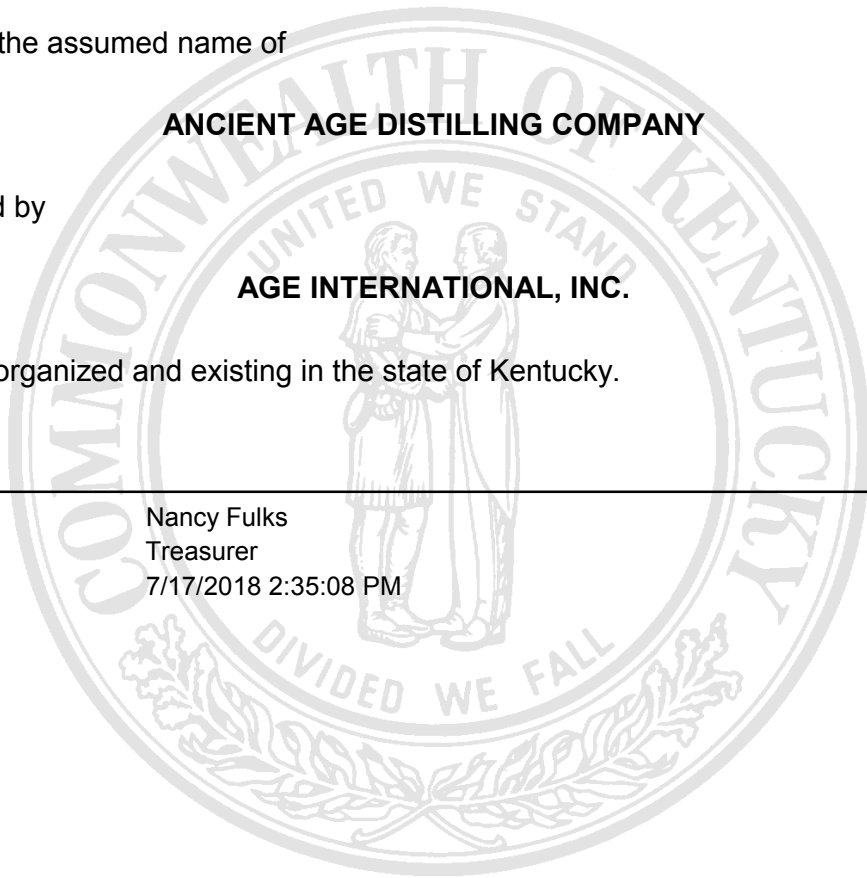 the assumed name of
ANCIENT AGE DISTILLING COMPANY
d by
AGE INTERNATIONAL, INC.
organized and existing in the state of Kentucky.
Nancy Fulks
Treasurer
7/17/2018 2:35:08 PM
COMMONWEALTH OF KENTUCKY
UNITED WE STAND
DIVIDED WE FALL